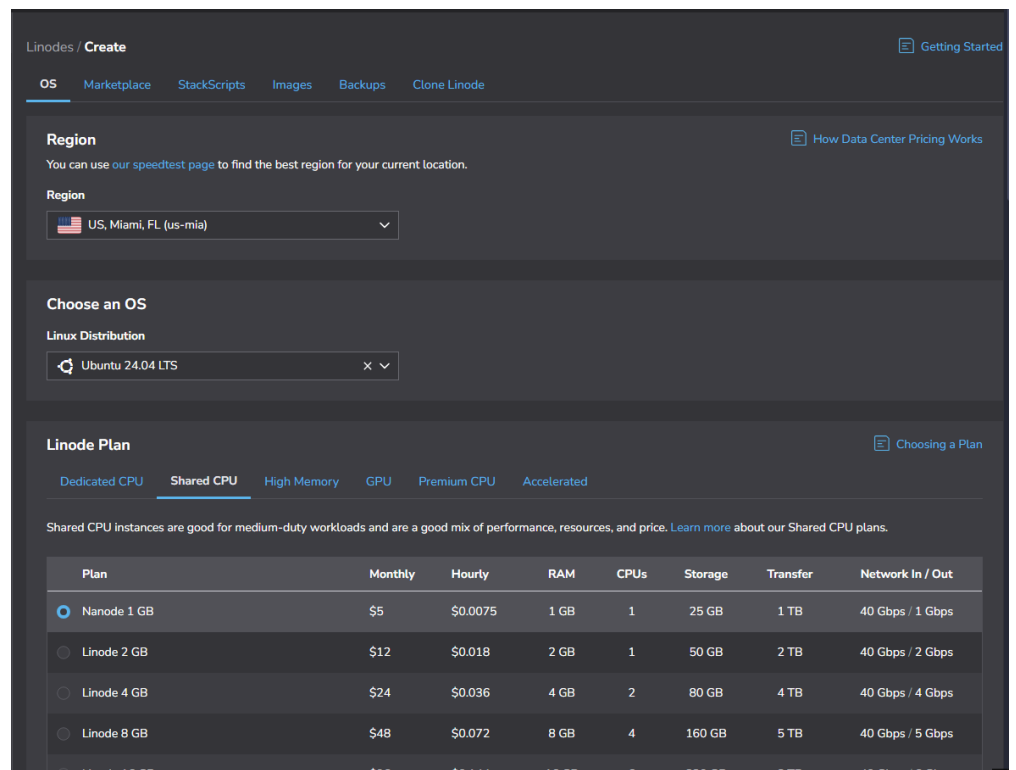 Linodes / Create
Getting Started
OS Marketplace StackScripts Images Backups Clone Linode
Region
How Data Center Pricing Works
You can use our speedtest page to find the best region for your current location.
Region
US, Miami, FL (us-mia)
Choose an OS
Linux Distribution
Ubuntu 24.04 LTS
Linode Plan
Choosing a Plan
Dedicated CPU Shared CPU High Memory GPU Premium CPU Accelerated
Shared CPU instances are good for medium-duty workloads and are a good mix of performance, resources, and price. Learn more about our Shared CPU plans.
Plan Monthly Hourly RAM CPUs Storage Transfer Network In / Out
Nanode 1 GB $5 $0.0075 1 GB 1 25 GB 1 TB 40 Gbps / 1 Gbps
Linode 2 GB $12 $0.018 2 GB 1 50 GB 2 TB 40 Gbps / 2 Gbps
Linode 4 GB $24 $0.036 4 GB 2 80 GB 4 TB 40 Gbps / 4 Gbps
Linode 8 GB $48 $0.072 8 GB 4 160 GB 5 TB 40 Gbps / 5 Gbps